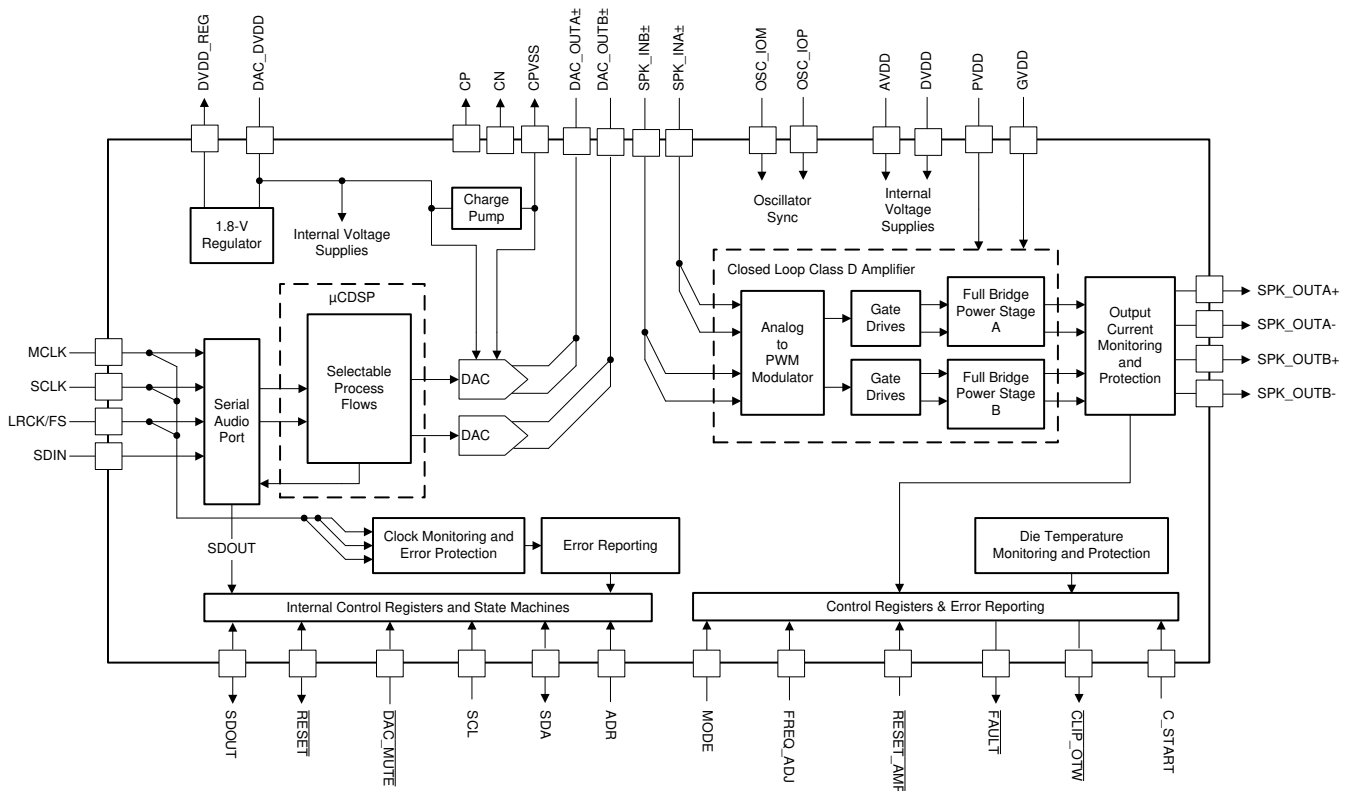 DVDD_REG
DAC_DVDD
CP
CN
CPVSS
DAC_OUTA±
DAC_OUTB±
SPK_INB±
SPK_INA±
OSC_IOM
OSC_IOP
AVDD
DVDD
PVDD
GVDD
1.8-V
Regulator
Internal Voltage
Supplies
Charge
Pump
Oscillator
Sync
Internal
Voltage
Supplies
Closed Loop Class D Amplifier
µCDSP
MCLK
SCLK
LRCK/FS
SDIN
Serial
Audio
Port
Selectable
Process
Flows
DAC
DAC
Analog
to
PWM
Modulator
Gate
Drives
Full Bridge
Power Stage
A
Gate
Drives
Full Bridge
Power Stage
B
Output
Current
Monitoring
and
Protection
SPK_OUTA+
SPK_OUTA-
SPK_OUTB+
SPK_OUTB-
SDOUT
Clock Monitoring and
Error Protection
Error Reporting
Die Temperature
Monitoring and Protection
Internal Control Registers and State Machines
Control Registers & Error Reporting
SDOUT
RESET
DAC_MUTE
SCL
SDA
ADR
MODE
FREQ_ADJ
RESET_AMP
FAULT
CLIP_OTW
C_START